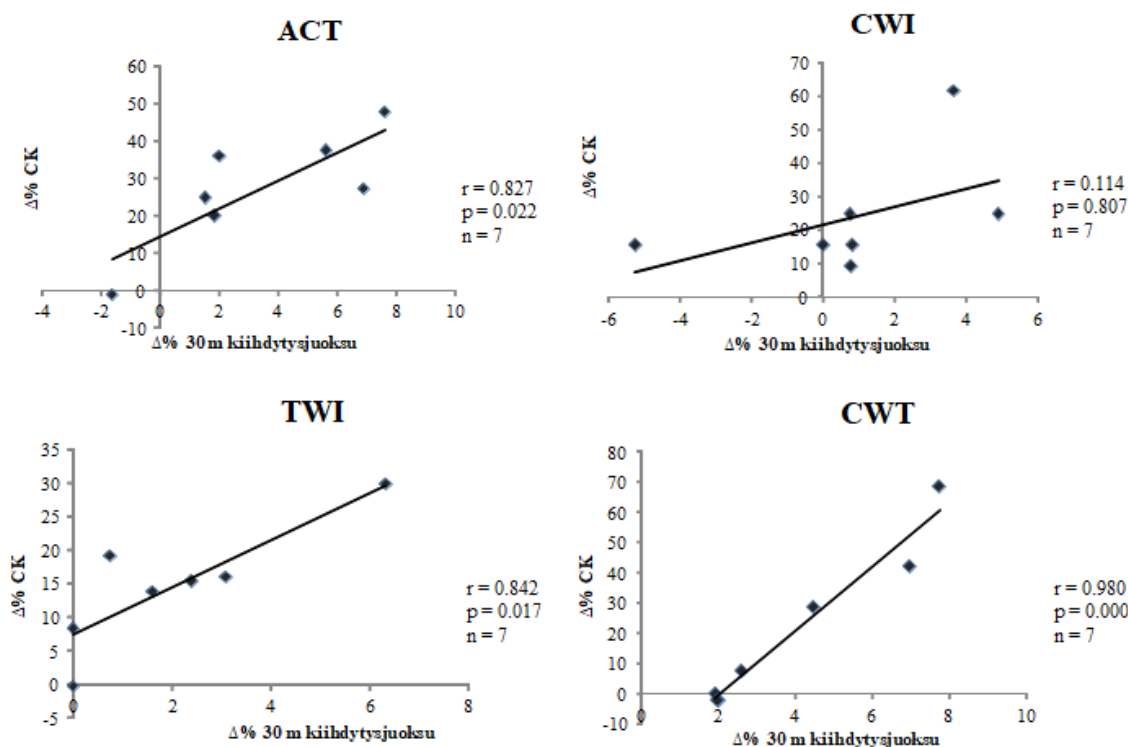 ACT
60
50
40
30
20
10
0
-10
-4
-2
0
2
4
6
8
10
Δ% CK
Δ% 30 m kiihdytysjuoksu
r = 0.827
p = 0.022
n = 7
CWI
70
60
50
40
30
20
10
0
-6
-4
-2
0
2
4
6
Δ% CK
Δ% 30 m kiihdytysjuoksu
r = 0.114
p = 0.807
n = 7
TWI
35
30
25
20
15
10
5
0
-5
0
2
4
6
8
Δ% CK
Δ% 30 m kiihdytysjuoksu
r = 0.842
p = 0.017
n = 7
CWT
80
70
60
50
40
30
20
10
0
-10
0
2
4
6
8
10
Δ% CK
Δ% 30 m kiihdytysjuoksu
r = 0.980
p = 0.000
n = 7